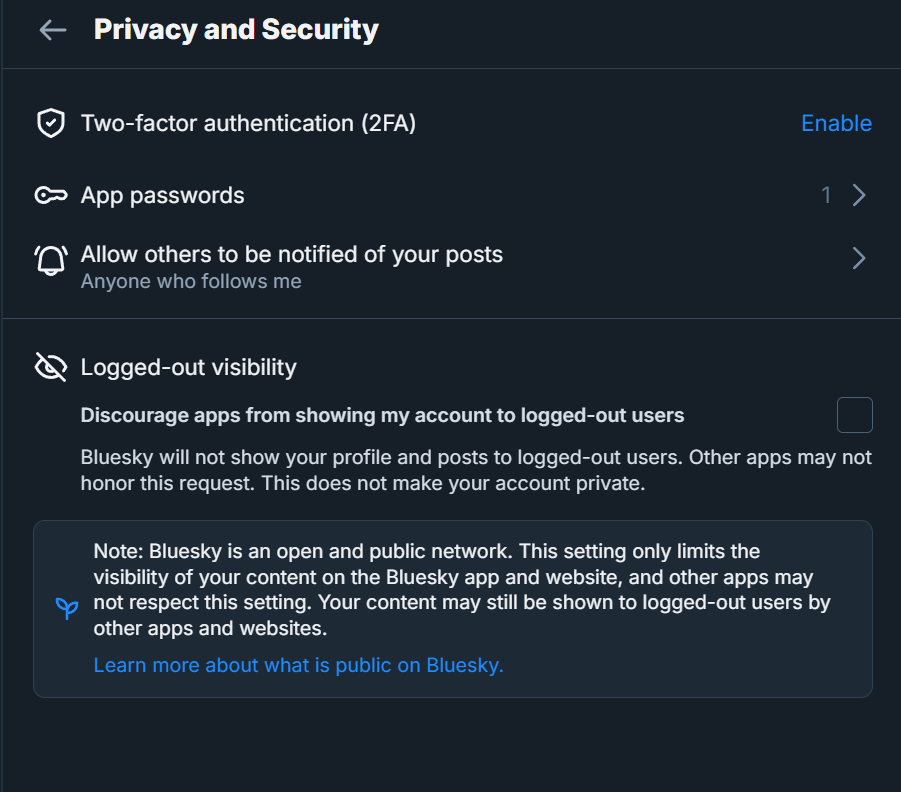 Privacy and Security
Two-factor authentication (2FA)
Enable
App passwords
1
Allow others to be notified of your posts
Anyone who follows me
Logged-out visibility
Discourage apps from showing my account to logged-out users
Bluesky will not show your profile and posts to logged-out users. Other apps may not
honor this request. This does not make your account private.
Note: Bluesky is an open and public network. This setting only limits the
visibility of your content on the Bluesky app and website, and other apps may
not respect this setting. Your content may still be shown to logged-out users by
other apps and websites.
Learn more about what is public on Bluesky.